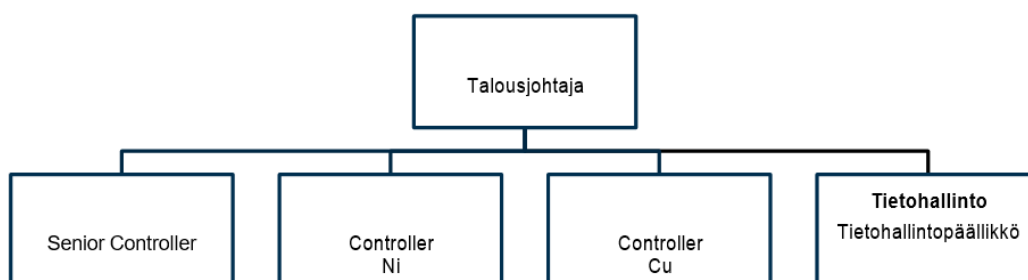 Talousjohtaja
Senior Controller
Controller
Ni
Controller
Cu
Tietohallinto
Tietohallintopäällikkö